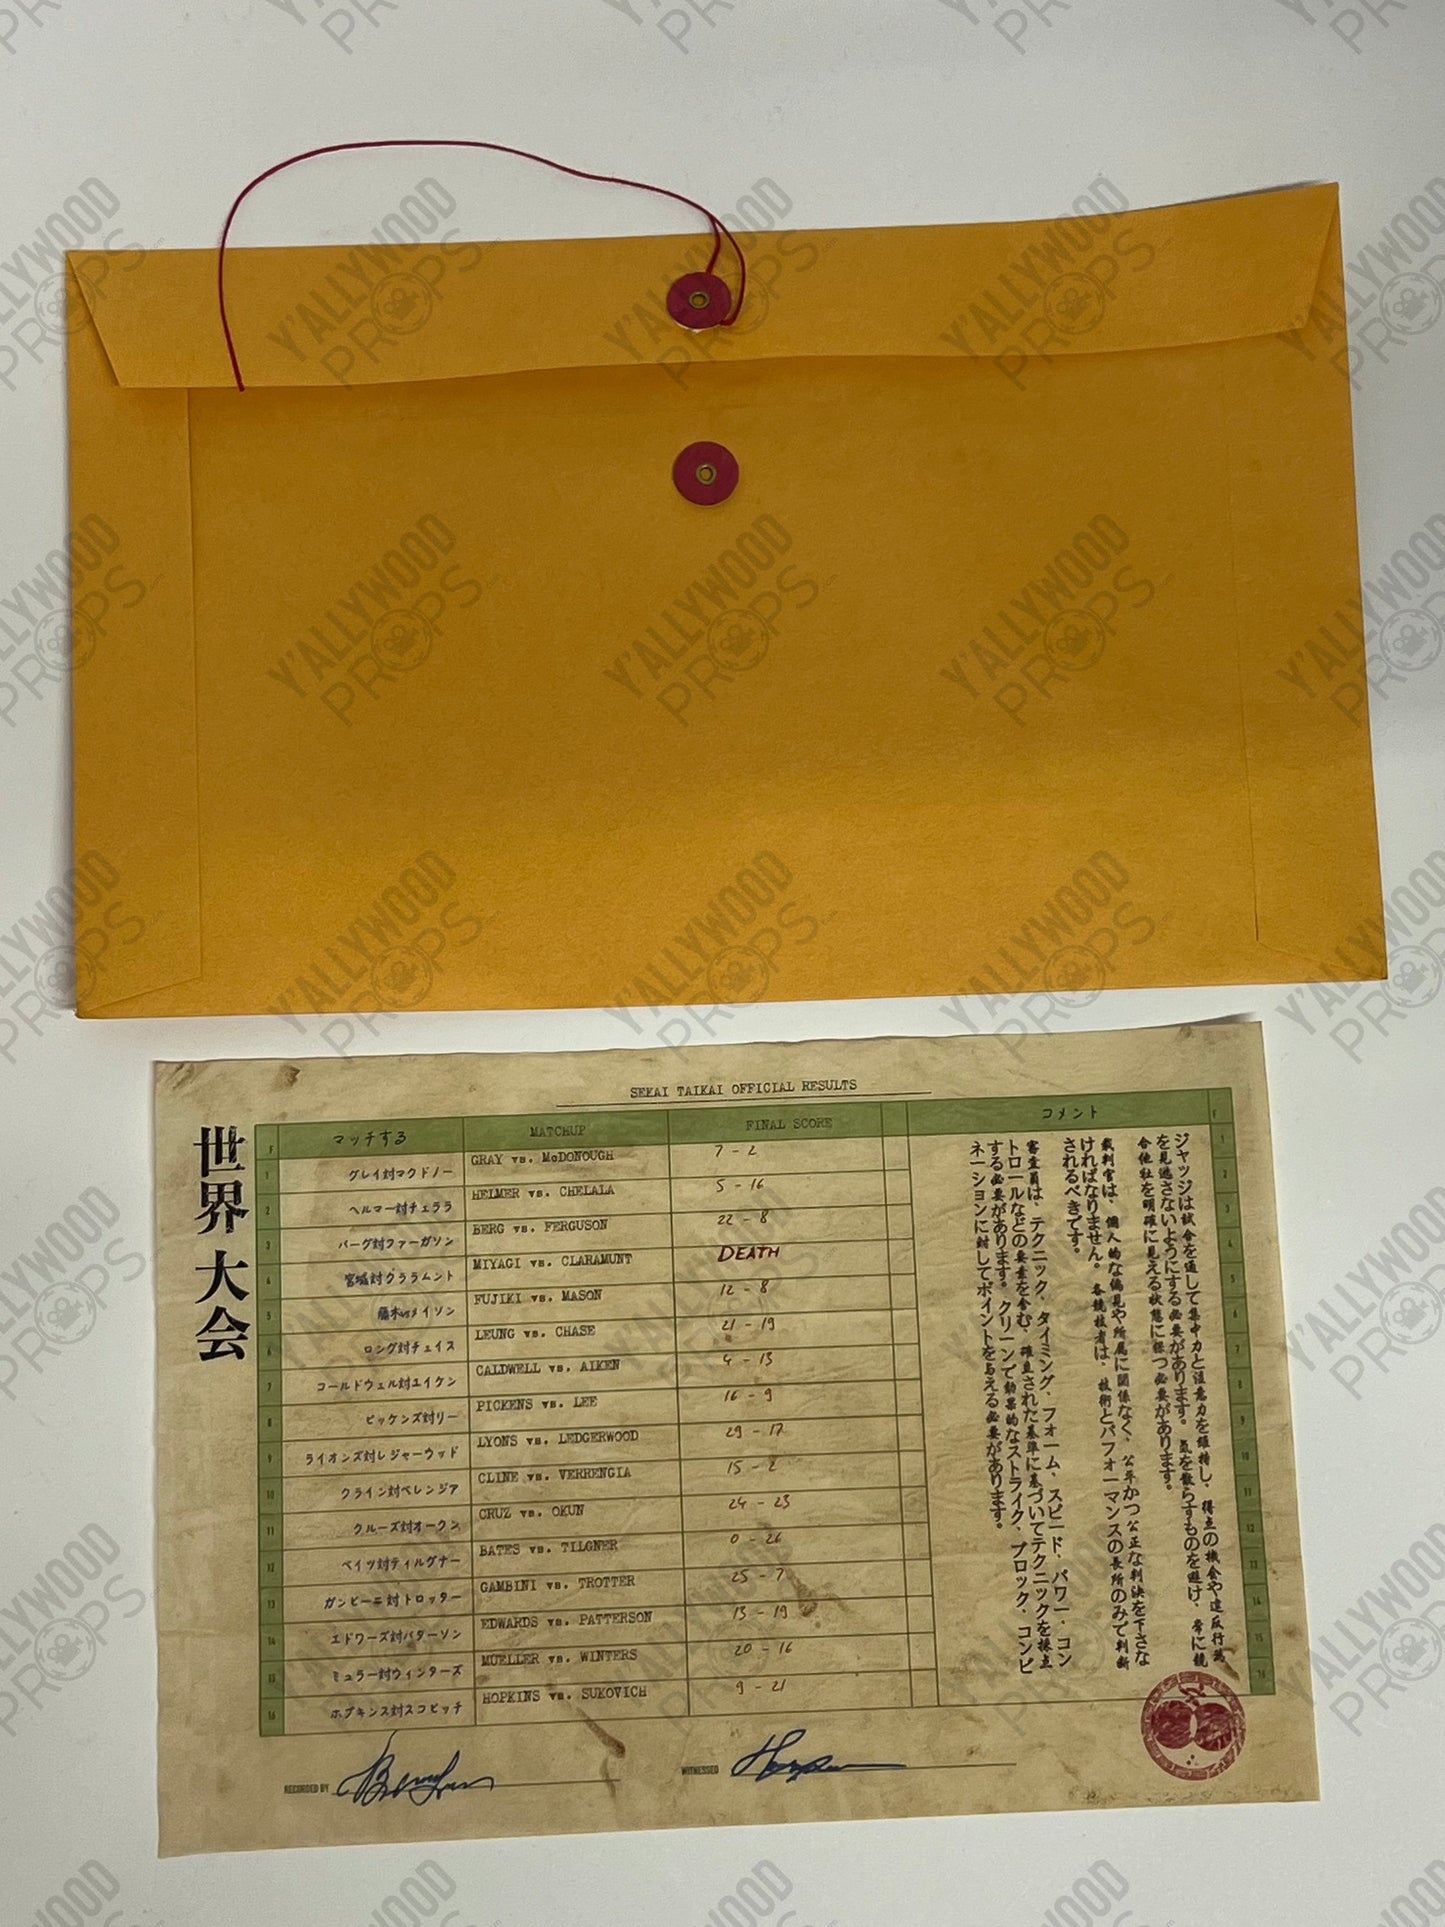 Y'ALLYWOOD PROPS
SEKAI TAIKAI OFFICIAL RESULTS
世界大会
F マッチする MATCHUP FINAL SCORE
1 グレイ対マクドノー GRAY vs. McDONOUGH 7 - 2
2 ヘルマー対チェララ HELMER vs. CHELALA 5 - 16
3 バーグ対ファーガソン BERG vs. FERGUSON 22 - 8
4 宮城対クララムント MIYAGI vs. CLARAMUNT DEATH
5 藤木vsメイソン FUJIKI vs. MASON 12 - 8
6 ロング対チェイス LEUNG vs. CHASE 21 - 19
7 コールドウェル対エイケン CALDWELL vs. AIKEN 4 - 13
8 ピッケンズ対リー PICKENS vs. LEE 16 - 9
9 ライオンズ対レジャーウッド LYONS vs. LEDGERWOOD 29 - 17
10 クライン対ベレンジア CLINE vs. VERRENGIA 15 - 2
11 クルーズ対オークン CRUZ vs. OKUN 24 - 23
12 ベイツ対ティルグナー BATES vs. TILGNER 0 - 26
13 ガンビーニ対トロッター GAMBINI vs. TROTTER 25 - 7
14 エドワーズ対パターソン EDWARDS vs. PATTERSON 13 - 19
15 ミュラー対ウィンターズ MUELLER vs. WINTERS 20 - 16
16 ホプキンス対スコビッチ HOPKINS vs. SUKOVICH 9 - 21
コメント F
ジャッジは試合を通して集中力と注意力を維持し、得点の機会や違反行為
を見逃さないようにする必要があります。気を散らすものを避け、常に競
合他社を明確に見える状態に保つ必要があります。
裁判官は、個人的な偏見や所属に関係なく、公平かつ公正な判決を下さな
ければなりません。各競技者は、技術とパフォーマンスの長所のみで判断
されるべきです。
審査員は、テクニック、タイミング、フォーム、スピード、パワー、コン
トロールなどの要素を含む、確立された基準に基づいてテクニックを採点
する必要があります。クリーンで効果的なストライク、ブロック、コンビ
ネーションに対してポイントを与える必要があります。
RECORDED BY
WITNESSED